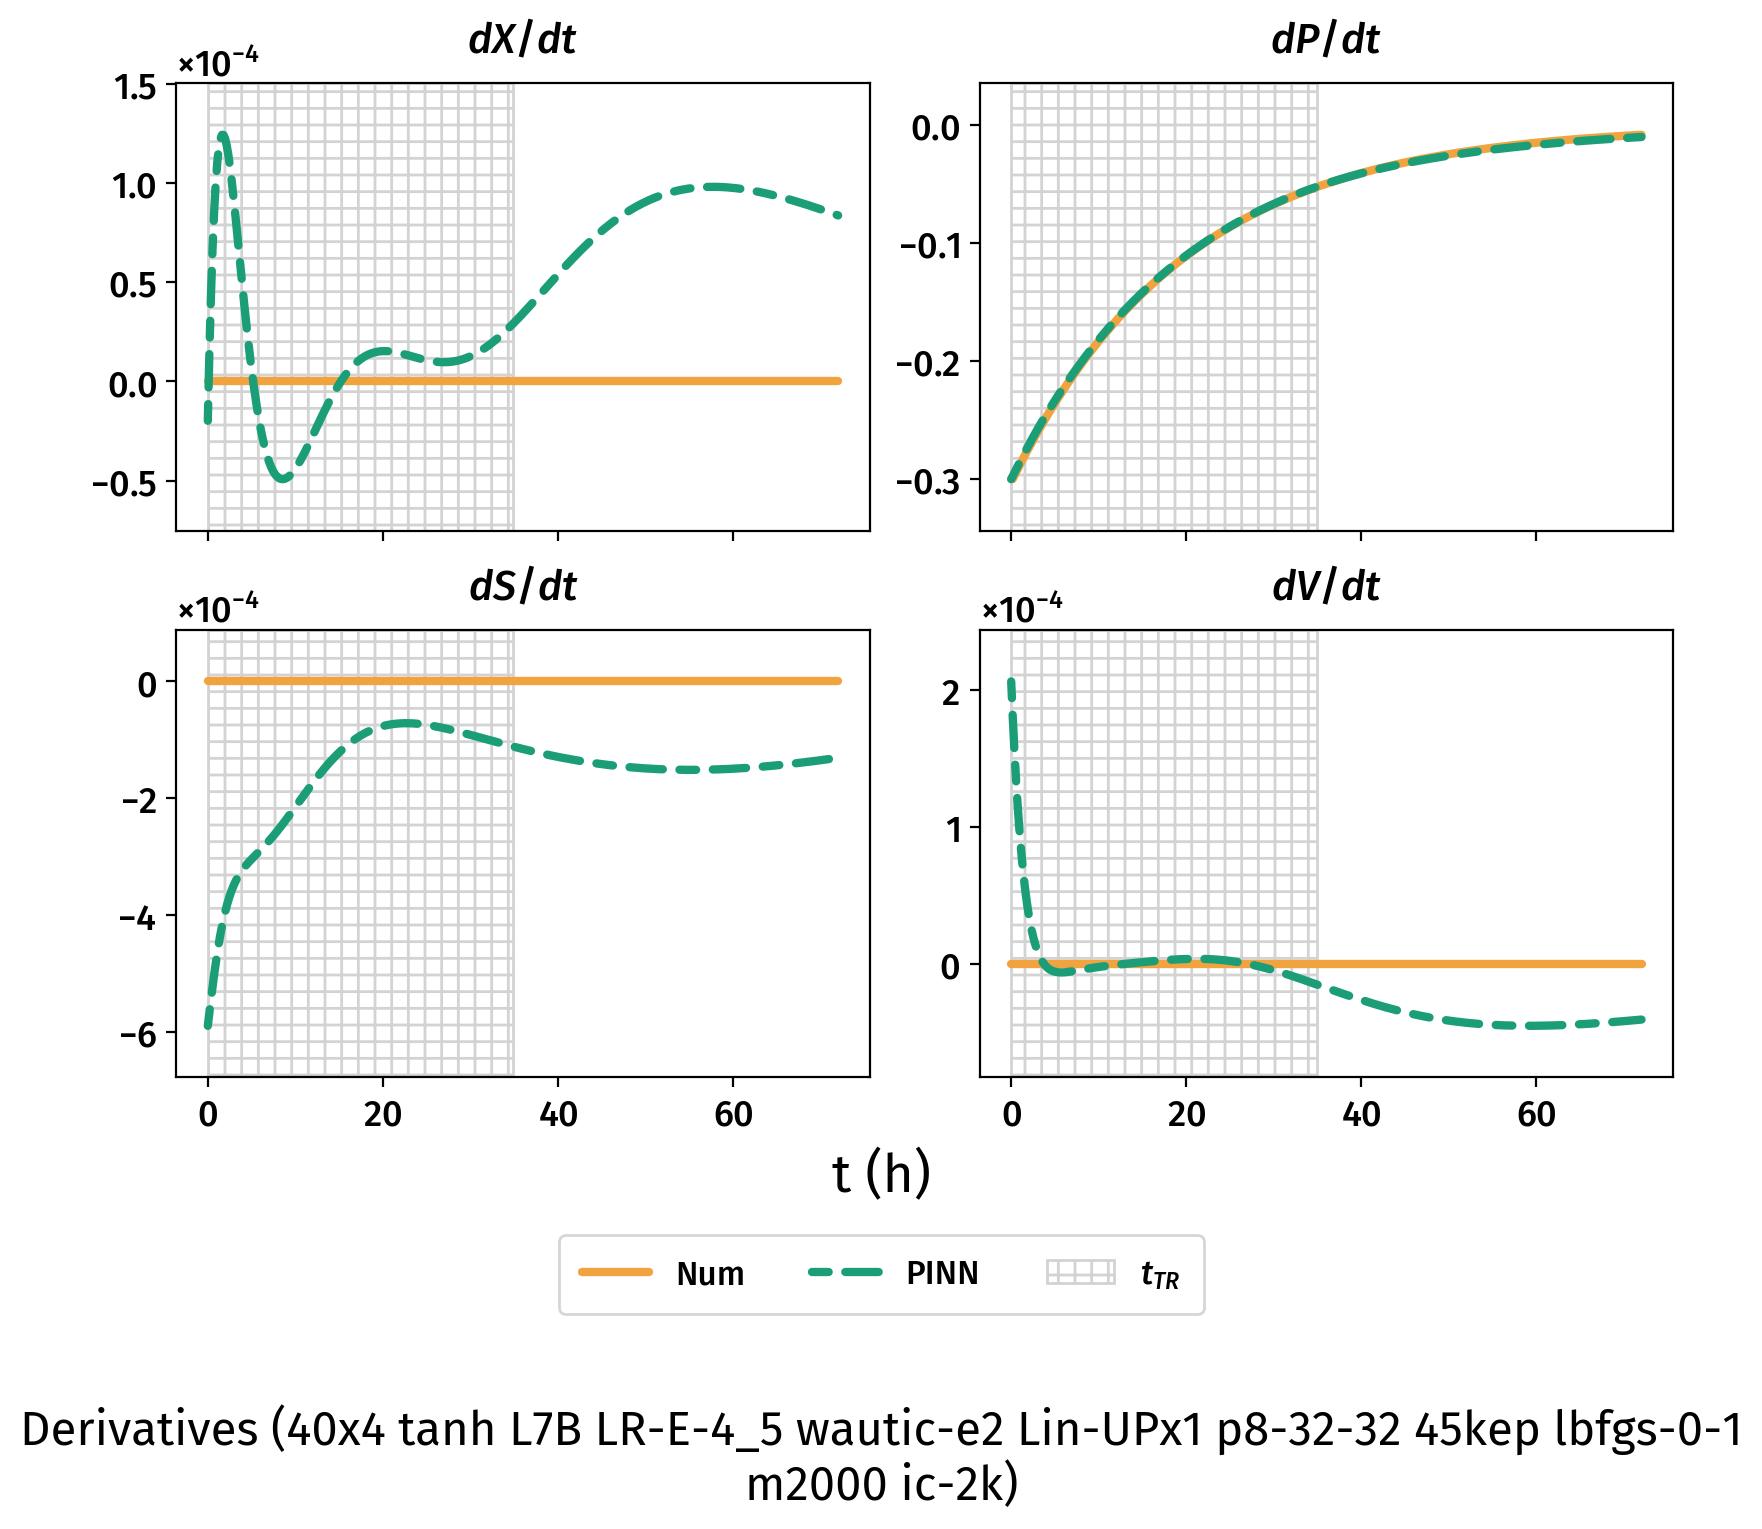 dX/dt
×10⁻⁴
1.5
1.0
0.5
0.0
−0.5
dP/dt
0.0
−0.1
−0.2
−0.3
dS/dt
×10⁻⁴
0
−2
−4
−6
0 20 40 60
dV/dt
×10⁻⁴
2
1
0
0 20 40 60
t (h)
Num PINN t_TR
Derivatives (40x4 tanh L7B LR-E-4_5 wautic-e2 Lin-UPx1 p8-32-32 45kep lbfgs-0-1
m2000 ic-2k)